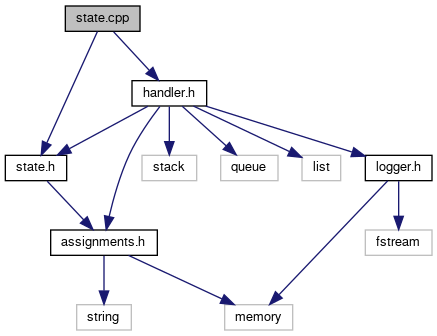 state.cpp
handler.h
state.h
stack
queue
list
logger.h
assignments.h
fstream
string
memory